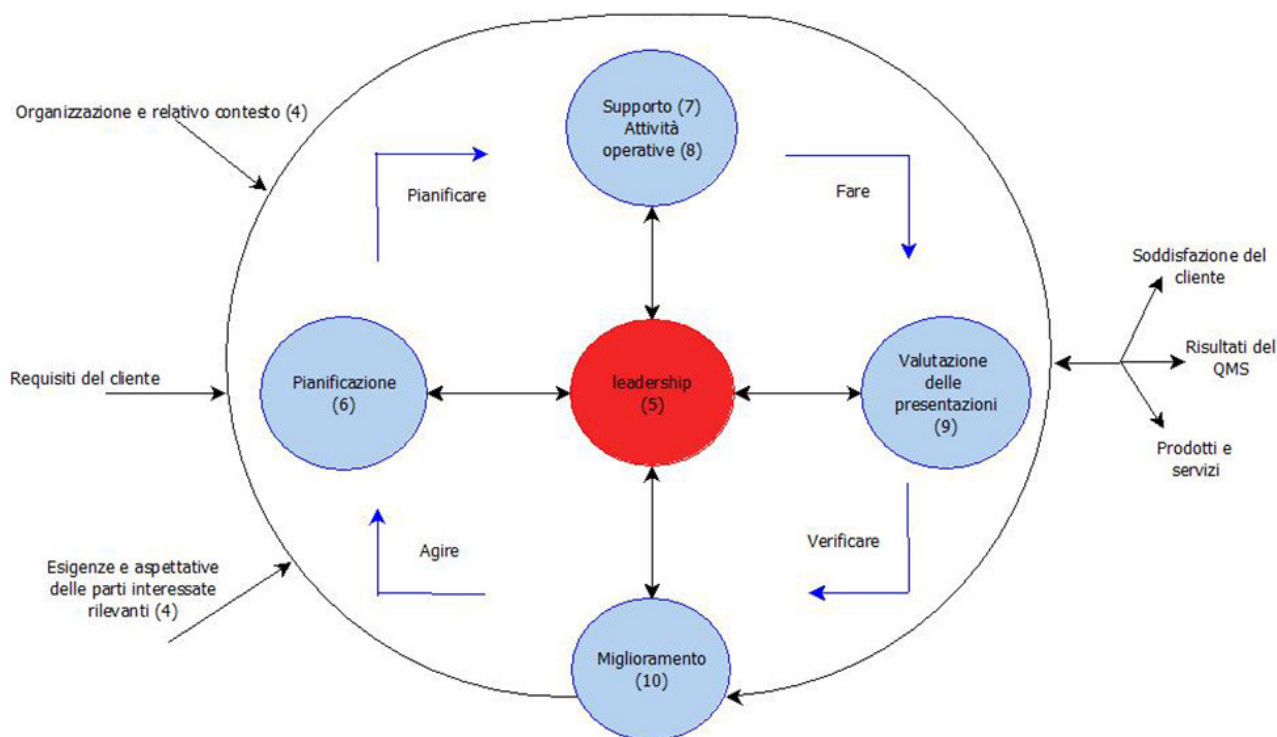 Organizzazione e relativo contesto (4)
Supporto (7)
Attività
operative (8)
Pianificare
Fare
Soddisfazione del
cliente
Requisiti del cliente
Pianificazione
(6)
leadership
(5)
Valutazione
delle
presentazioni
(9)
Risultati del
QMS
Prodotti e
servizi
Esigenze e aspettative
delle parti interessate
rilevanti (4)
Agire
Verificare
Miglioramento
(10)